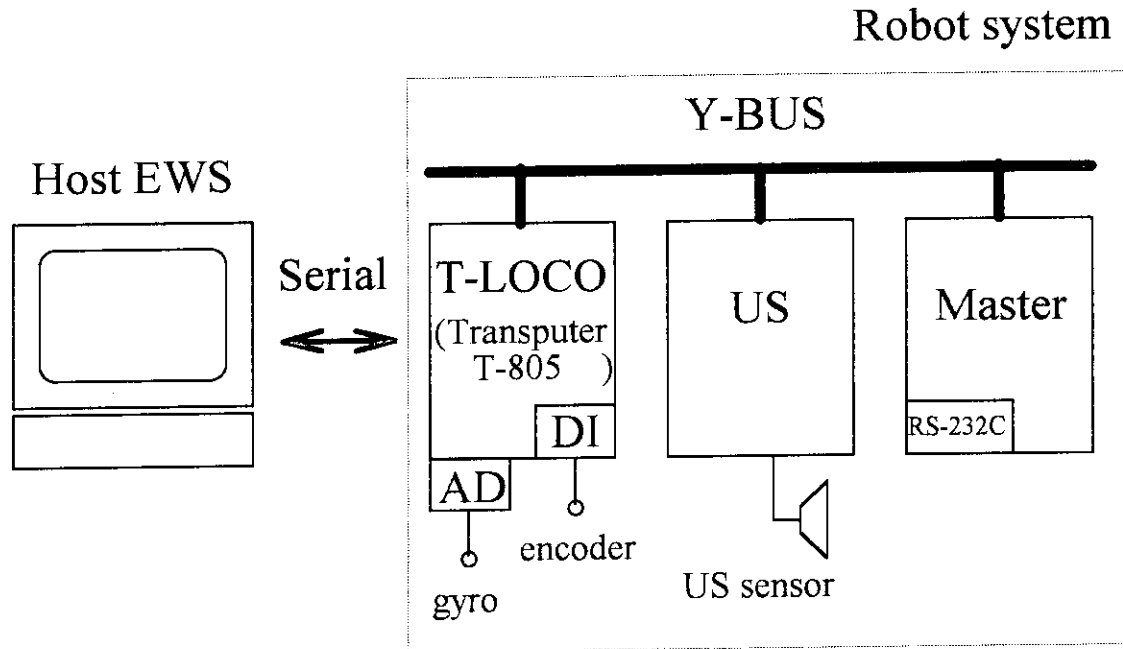 Robot system
Y-BUS
Host EWS
Serial
T-LOCO
(Transputer
T-805 )
DI
AD
encoder
gyro
US
US sensor
Master
RS-232C